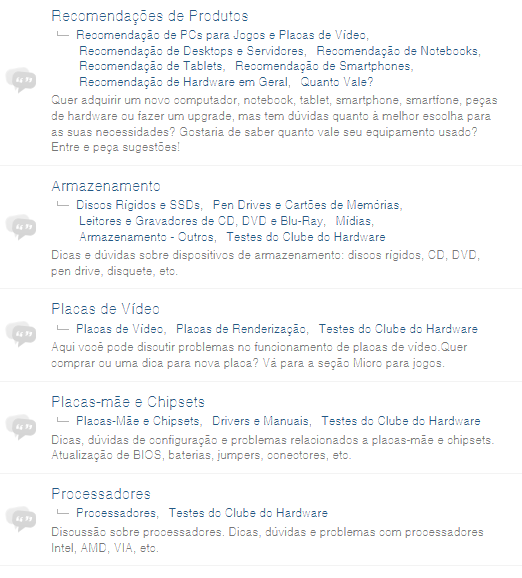 Recomendações de Produtos
Recomendação de PCs para Jogos e Placas de Vídeo,
Recomendação de Desktops e Servidores, Recomendação de Notebooks,
Recomendação de Tablets, Recomendação de Smartphones,
Recomendação de Hardware em Geral, Quanto Vale?
Quer adquirir um novo computador, notebook, tablet, smartphone, smartfone, peças
de hardware ou fazer um upgrade, mas tem dúvidas quanto à melhor escolha para
as suas necessidades? Gostaria de saber quanto vale seu equipamento usado?
Entre e peça sugestões!
Armazenamento
Discos Rígidos e SSDs, Pen Drives e Cartões de Memórias,
Leitores e Gravadores de CD, DVD e Blu-Ray, Mídias,
Armazenamento - Outros, Testes do Clube do Hardware
Dicas e dúvidas sobre dispositivos de armazenamento: discos rígidos, CD, DVD,
pen drive, disquete, etc.
Placas de Vídeo
Placas de Vídeo, Placas de Renderização, Testes do Clube do Hardware
Aqui você pode discutir problemas no funcionamento de placas de vídeo.Quer
comprar ou uma dica para nova placa? Vá para a seção Micro para jogos.
Placas-mãe e Chipsets
Placas-Mãe e Chipsets, Drivers e Manuais, Testes do Clube do Hardware
Dicas, dúvidas de configuração e problemas relacionados a placas-mãe e chipsets.
Atualização de BIOS, baterias, jumpers, conectores, etc.
Processadores
Processadores, Testes do Clube do Hardware
Discussão sobre processadores. Dicas, dúvidas e problemas com processadores
Intel, AMD, VIA, etc.